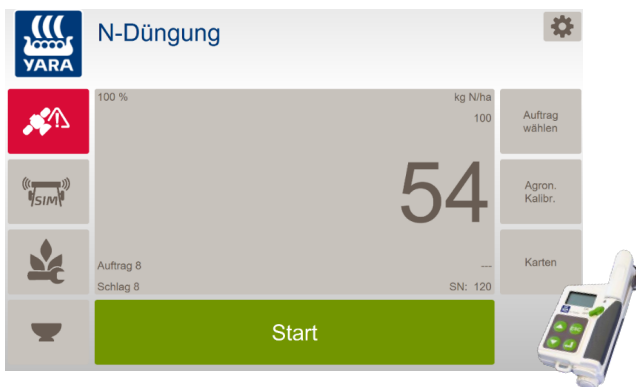 YARA
N-Düngung
100 %
kg N/ha
100
Auftrag
wählen
SIM
54
Agron.
Kalibr.
Auftrag 8
---
Karten
Schlag 8
SN: 120
Start